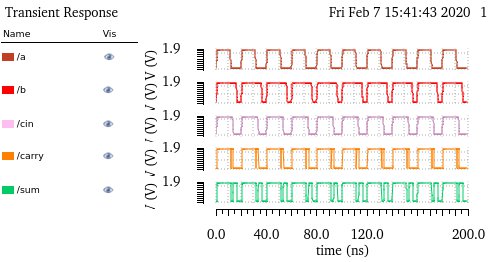 Transient Response
Fri Feb 7 15:41:43 2020 1
Name Vis
/a
/b
/cin
/carry
/sum
1.9
1.9
1.9
1.9
1.9
(V)
(V)
(V)
(V)
(V)
V
0.0 40.0 80.0 120.0 200.0
time (ns)